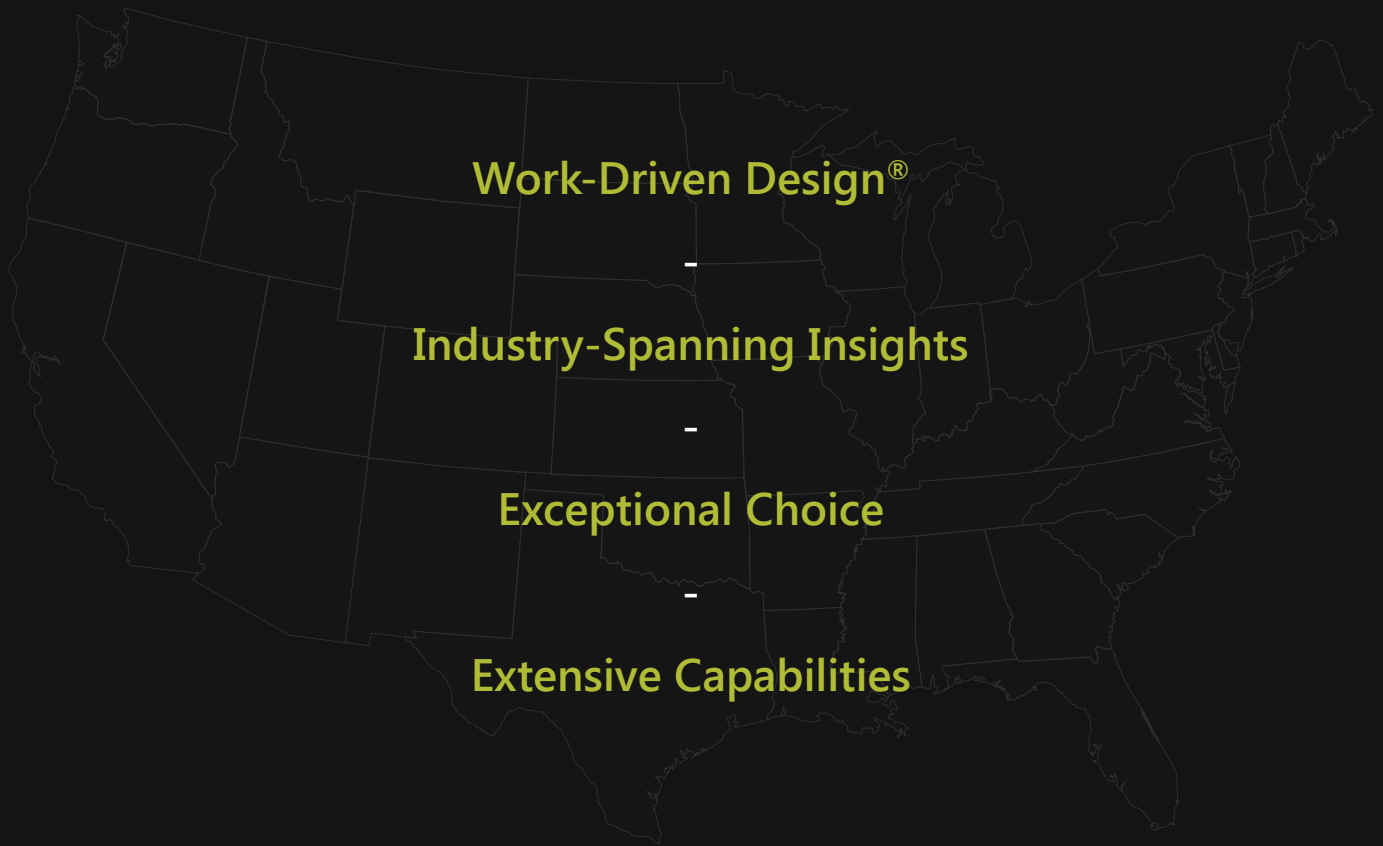 Work-Driven Design®
-
Industry-Spanning Insights
-
Exceptional Choice
-
Extensive Capabilities